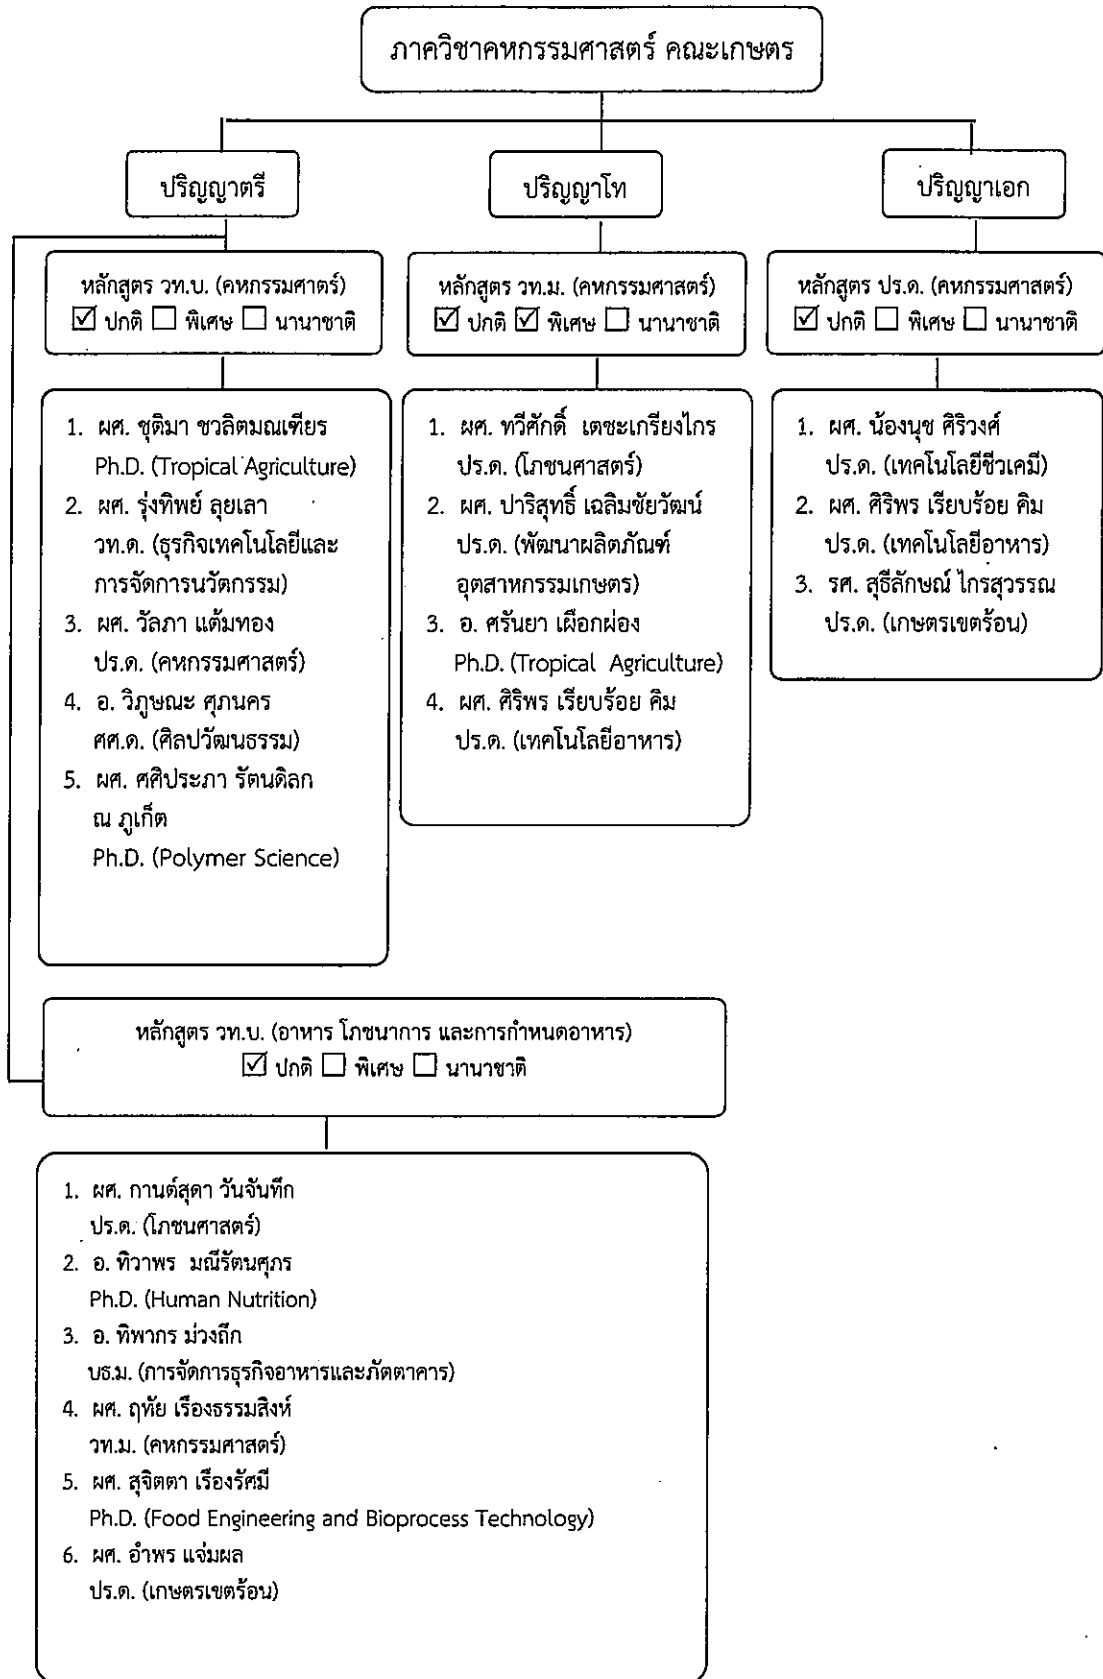 ภาควิชาคหกรรมศาสตร์ คณะเกษตร
ปริญญาตรี
ปริญญาโท
ปริญญาเอก
หลักสูตร วท.บ. (คหกรรมศาตร์)
☑ ปกติ ☐ พิเศษ ☐ นานาชาติ
หลักสูตร วท.ม. (คหกรรมศาสตร์)
☑ ปกติ ☑ พิเศษ ☐ นานาชาติ
หลักสูตร ปร.ด. (คหกรรมศาสตร์)
☑ ปกติ ☐ พิเศษ ☐ นานาชาติ
1. ผศ. ชุติมา ชวลิตมณเฑียร
Ph.D. (Tropical Agriculture)
2. ผศ. รุ่งทิพย์ ลุยเลา
วท.ด. (ธุรกิจเทคโนโลยีและ
การจัดการนวัตกรรม)
3. ผศ. วัลภา แต้มทอง
ปร.ด. (คหกรรมศาสตร์)
4. อ. วิภูษณะ ศุภนคร
ศศ.ด. (ศิลปวัฒนธรรม)
5. ผศ. ศศิประภา รัตนดิลก
ณ ภูเก็ต
Ph.D. (Polymer Science)
1. ผศ. ทวีศักดิ์ เตชะเกรียงไกร
ปร.ด. (โภชนศาสตร์)
2. ผศ. ปาริสุทธิ์ เฉลิมชัยวัฒน์
ปร.ด. (พัฒนาผลิตภัณฑ์
อุตสาหกรรมเกษตร)
3. อ. ศรันยา เผือกผ่อง
Ph.D. (Tropical Agriculture)
4. ผศ. ศิริพร เรียบร้อย คิม
ปร.ด. (เทคโนโลยีอาหาร)
1. ผศ. น้องนุช ศิริวงศ์
ปร.ด. (เทคโนโลยีชีวเคมี)
2. ผศ. ศิริพร เรียบร้อย คิม
ปร.ด. (เทคโนโลยีอาหาร)
3. รศ. สุธีลักษณ์ ไกรสุวรรณ
ปร.ด. (เกษตรเขตร้อน)
หลักสูตร วท.บ. (อาหาร โภชนาการ และการกำหนดอาหาร)
☑ ปกติ ☐ พิเศษ ☐ นานาชาติ
1. ผศ. กานต์สุดา วันจันทึก
ปร.ด. (โภชนศาสตร์)
2. อ. ทิวาพร มณีรัตนศุภร
Ph.D. (Human Nutrition)
3. อ. ทิพากร ม่วงถึก
บธ.ม. (การจัดการธุรกิจอาหารและภัตตาคาร)
4. ผศ. ฤทัย เรืองธรรมสิงห์
วท.ม. (คหกรรมศาสตร์)
5. ผศ. สุจิตตา เรืองรัศมี
Ph.D. (Food Engineering and Bioprocess Technology)
6. ผศ. อำพร แจ่มผล
ปร.ด. (เกษตรเขตร้อน)